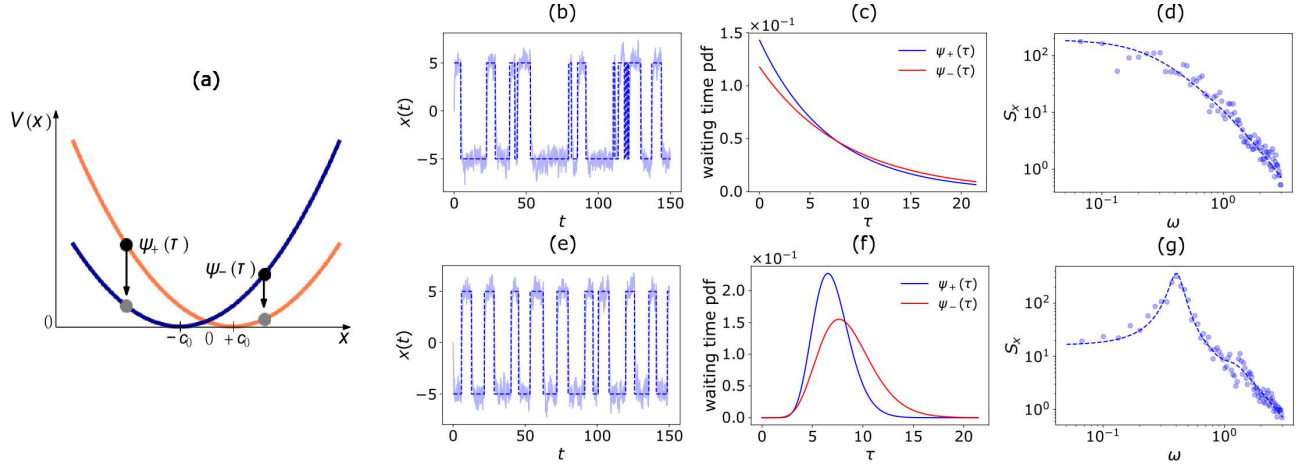 (a)
V(x)
ψ₊(τ)
ψ₋(τ)
0
−c₀ 0 +c₀ x
(b)
x(t)
5
0
−5
0 50 100 150
t
(c)
×10⁻¹
waiting time pdf
1.5
1.0
0.5
0.0
ψ₊(τ)
ψ₋(τ)
0 5 10 15 20
τ
(d)
Sₓ
10²
10¹
10⁰
10⁻¹ 10⁰
ω
(e)
x(t)
5
0
−5
0 50 100 150
t
(f)
×10⁻¹
waiting time pdf
2.0
1.5
1.0
0.5
0.0
ψ₊(τ)
ψ₋(τ)
0 5 10 15 20
τ
(g)
Sₓ
10²
10¹
10⁰
10⁻¹ 10⁰
ω